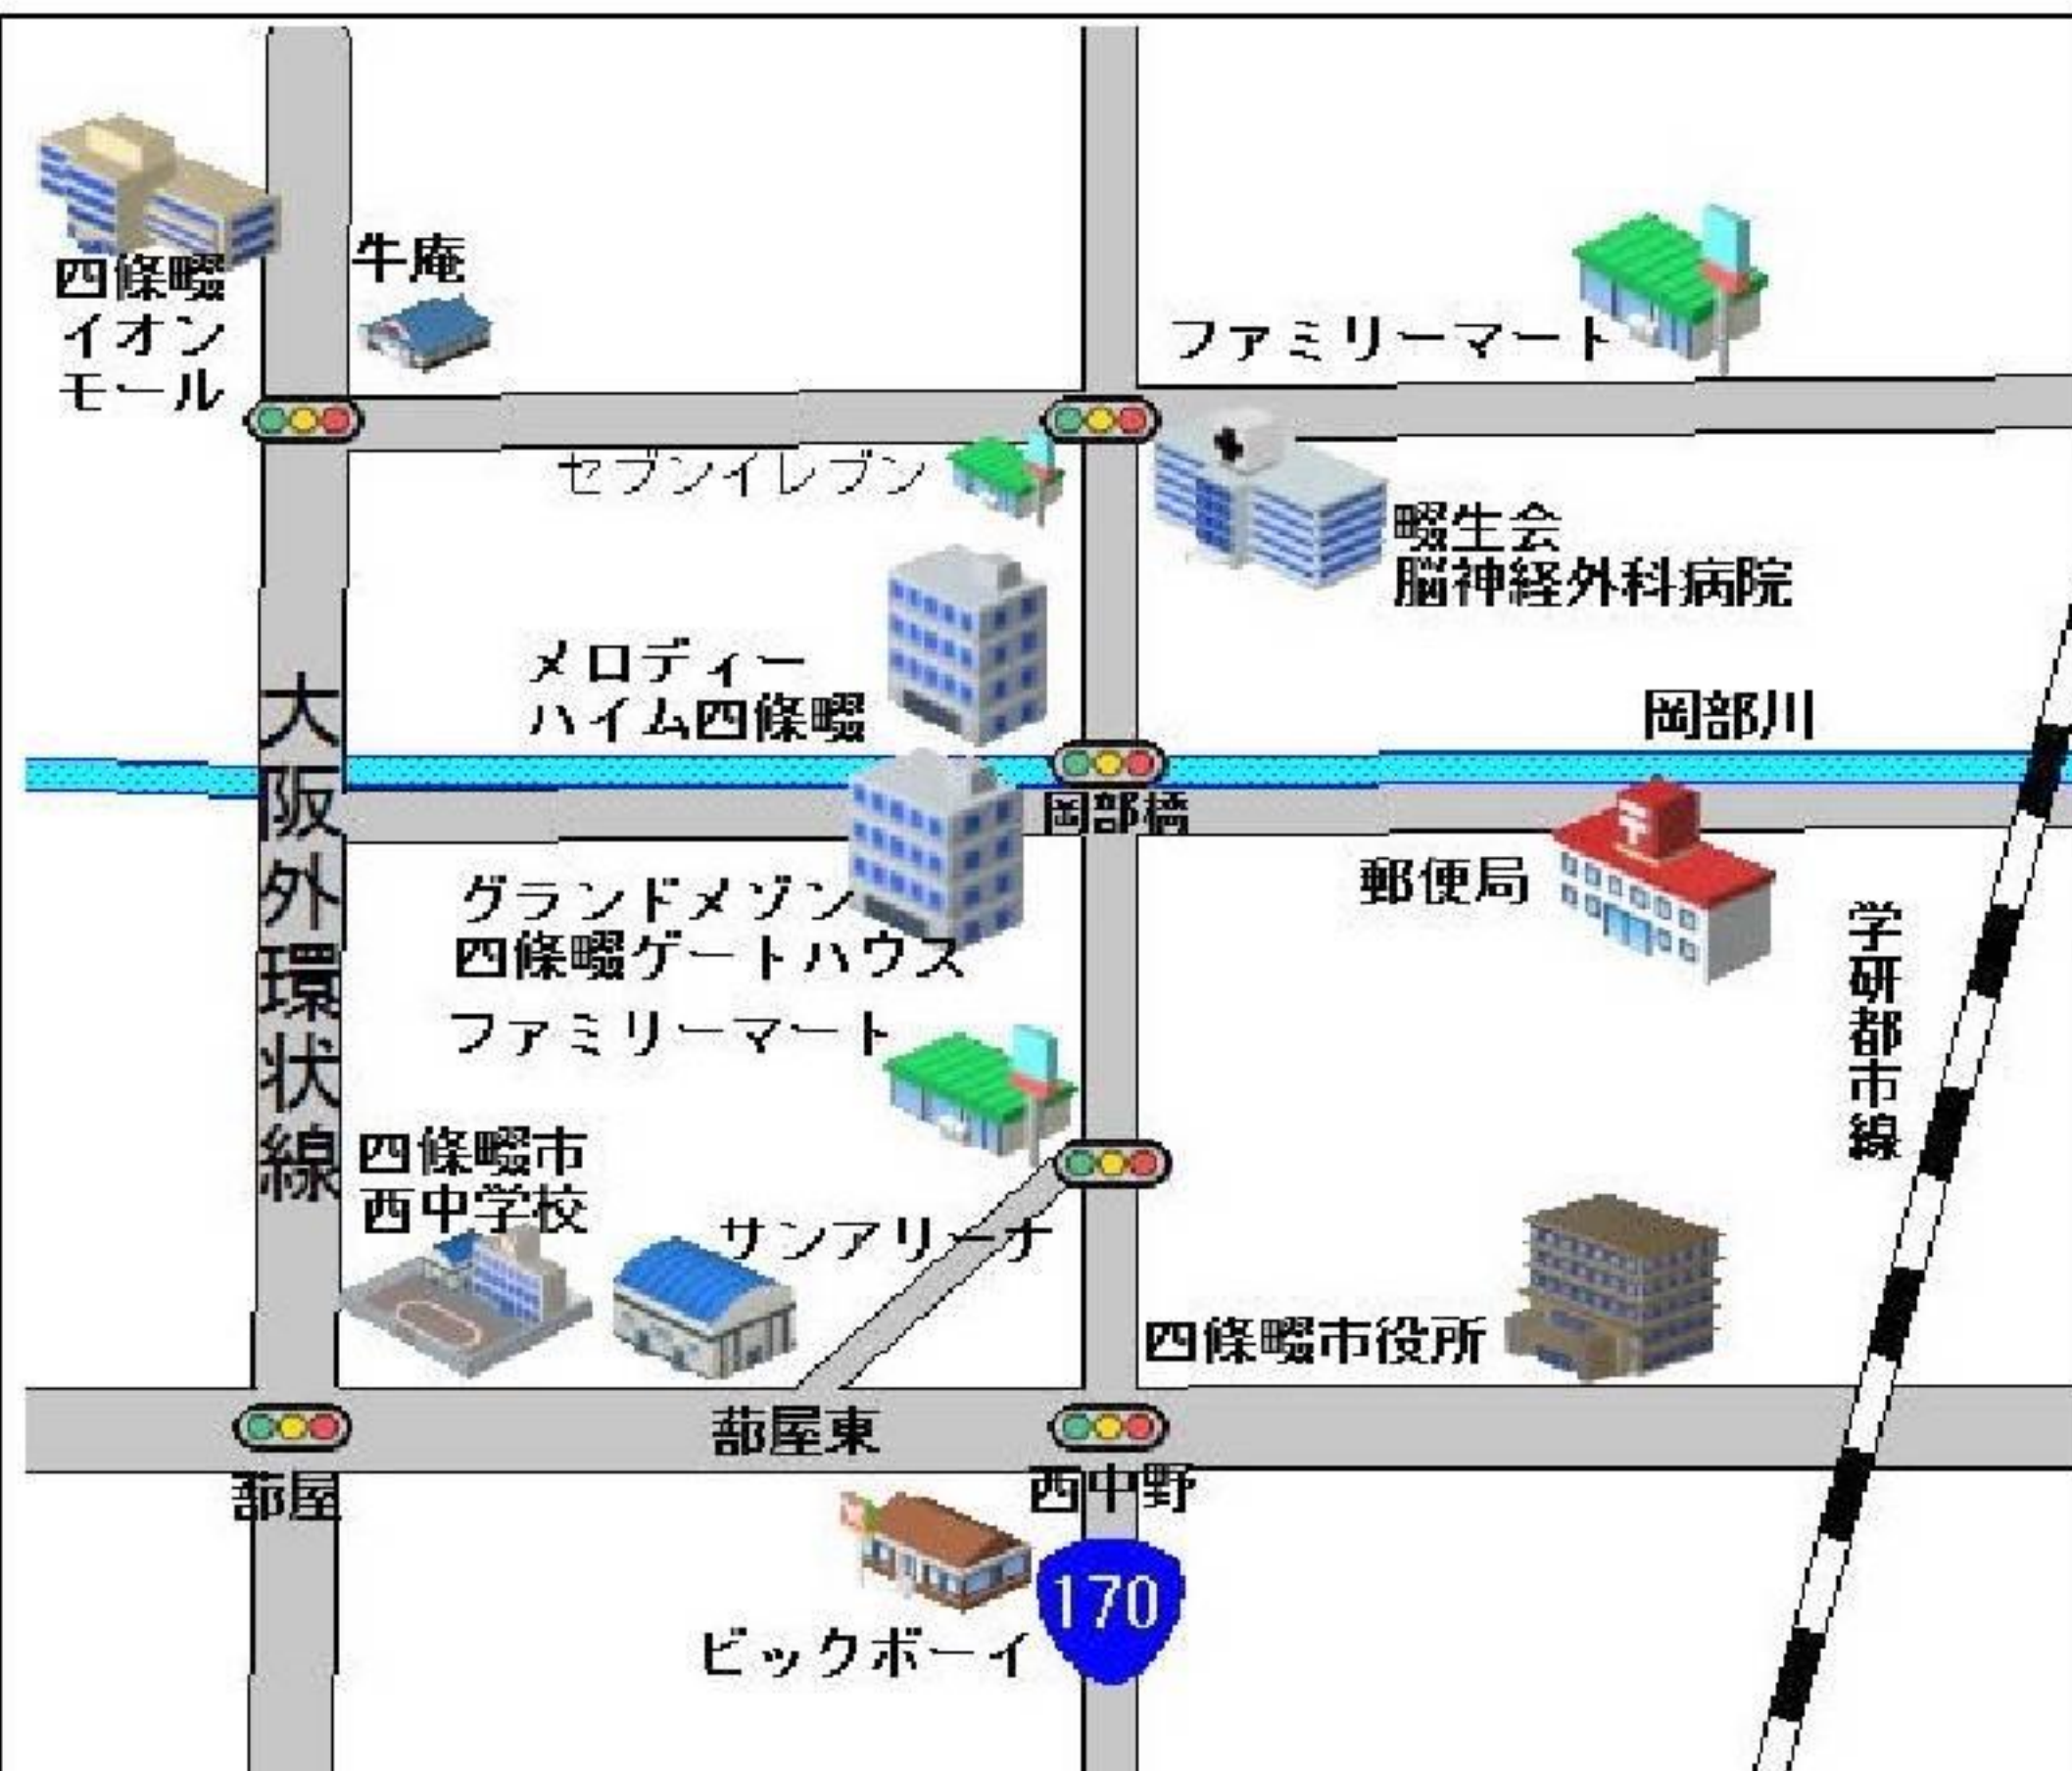 四條畷
イオン
モール
牛庵
ファミリーマート
セブンイレブン
畷生会
脳神経外科病院
メロディー
ハイム四條畷
岡部川
大阪外環状線
岡部橋
郵便局
グランドメゾン
四條畷ゲートハウス
学研都市線
ファミリーマート
四條畷市
西中学校
サンアリーナ
四條畷市役所
蔀屋東
蔀屋
西中野
170
ビックボーイ